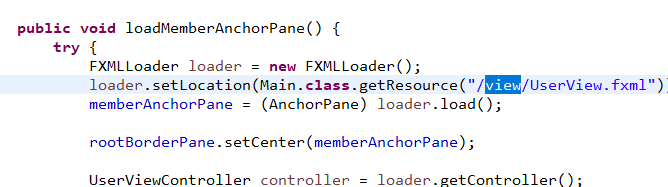 public void loadMemberAnchorPane() {
try {
FXMLLoader loader = new FXMLLoader();
loader.setLocation(Main.class.getResource("/view/UserView.fxml"))
memberAnchorPane = (AnchorPane) loader.load();
rootBorderPane.setCenter(memberAnchorPane);
UserViewController controller = loader.getController();